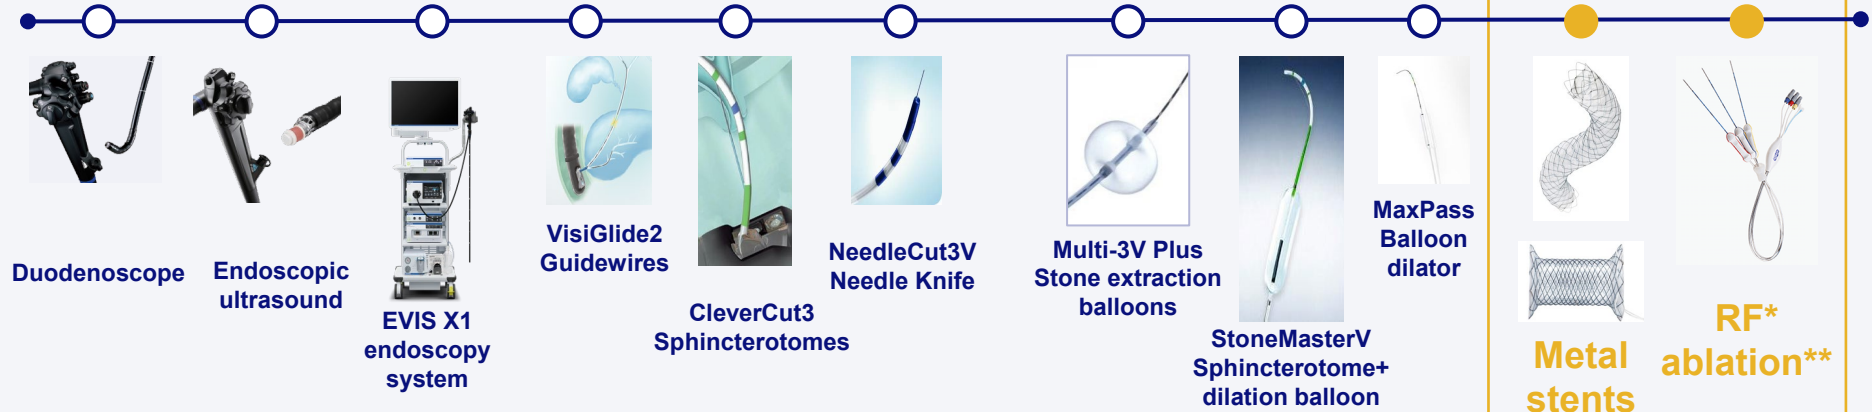 Duodenoscope
Endoscopic
ultrasound
EVIS X1
endoscopy
system
VisiGlide2
Guidewires
CleverCut3
Sphincterotomes
NeedleCut3V
Needle Knife
Multi-3V Plus
Stone extraction
balloons
StoneMasterV
Sphincterotome+
dilation balloon
MaxPass
Balloon
dilator
Metal
stents
RF*
ablation**